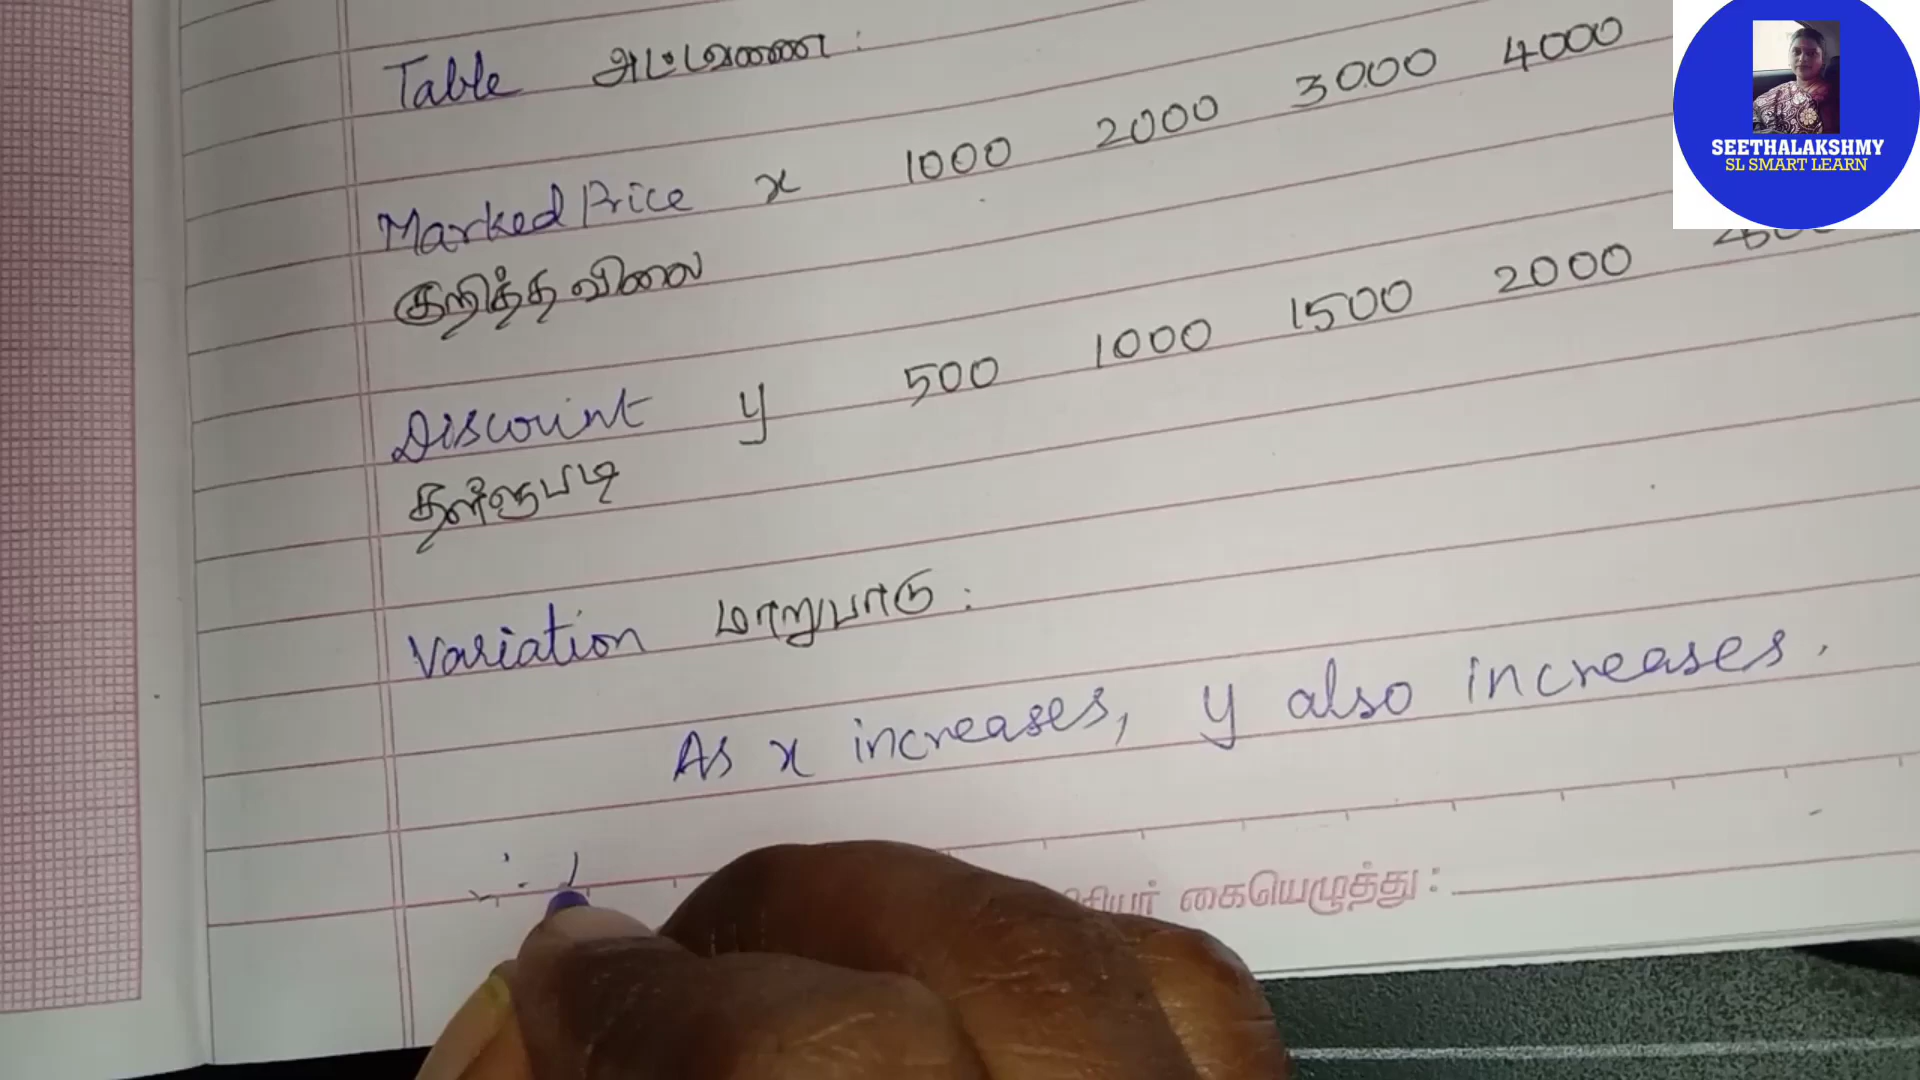 Table அட்டவணை :
Marked Price x 1000 2000 3000 4000
குறித்த விலை
Discount y 500 1000 1500 2000
தள்ளுபடி
Variation மாறுபாடு :
As x increases, y also increases.
∴
கையெழுத்து :
SEETHALAKSHMY
SL SMART LEARN